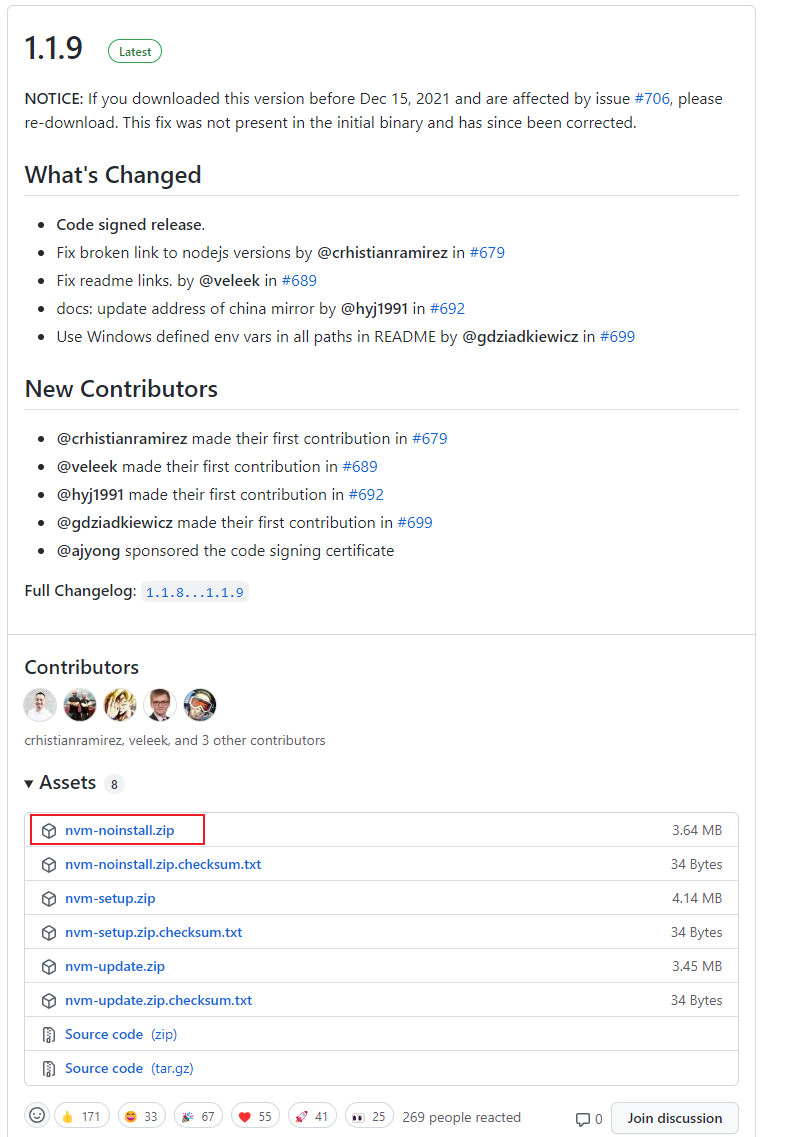 1.1.9 Latest
NOTICE: If you downloaded this version before Dec 15, 2021 and are affected by issue #706, please
re-download. This fix was not present in the initial binary and has since been corrected.
What's Changed
Code signed release.
Fix broken link to nodejs versions by @crhistianramirez in #679
Fix readme links. by @veleek in #689
docs: update address of china mirror by @hyj1991 in #692
Use Windows defined env vars in all paths in README by @gdziadkiewicz in #699
New Contributors
@crhistianramirez made their first contribution in #679
@veleek made their first contribution in #689
@hyj1991 made their first contribution in #692
@gdziadkiewicz made their first contribution in #699
@ajyong sponsored the code signing certificate
Full Changelog: 1.1.8...1.1.9
Contributors
crhistianramirez, veleek, and 3 other contributors
Assets 8
nvm-noinstall.zip 3.64 MB
nvm-noinstall.zip.checksum.txt 34 Bytes
nvm-setup.zip 4.14 MB
nvm-setup.zip.checksum.txt 34 Bytes
nvm-update.zip 3.45 MB
nvm-update.zip.checksum.txt 34 Bytes
Source code (zip)
Source code (tar.gz)
171 33 67 55 41 25 269 people reacted 0 Join discussion